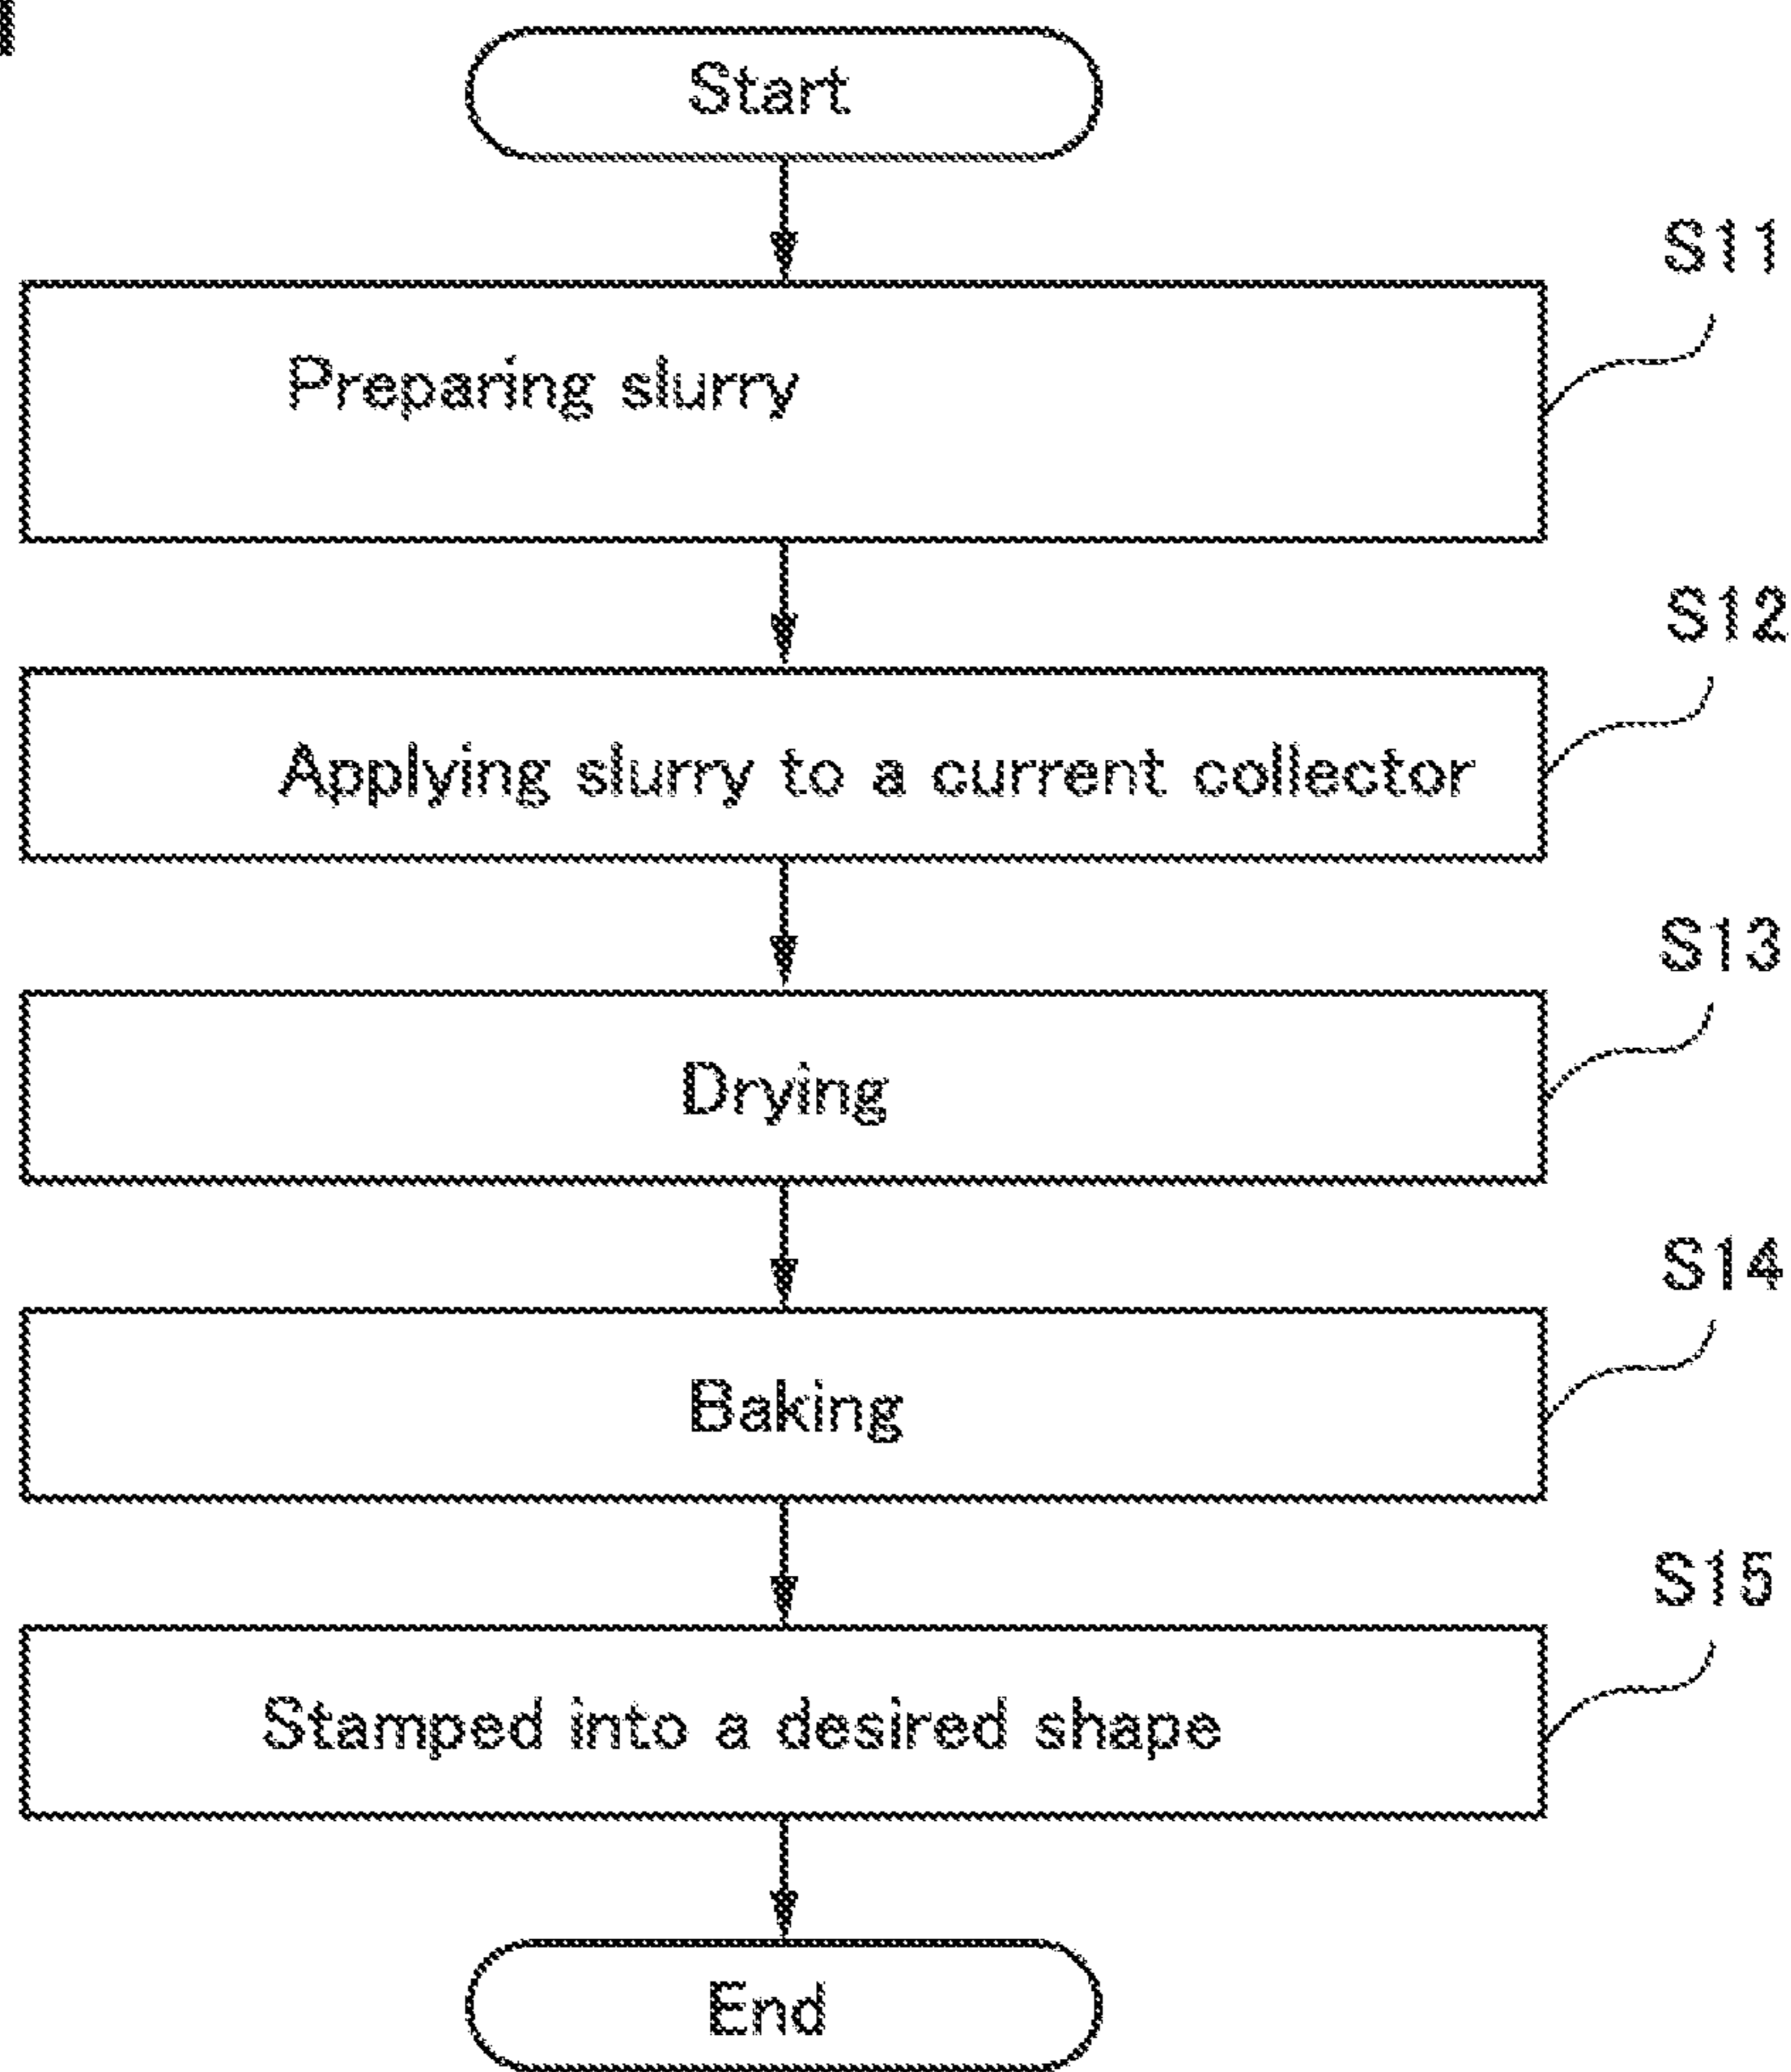 Start
S11
Preparing slurry
S12
Applying slurry to a current collector
S13
Drying
S14
Baking
S15
Stamped into a desired shape
End